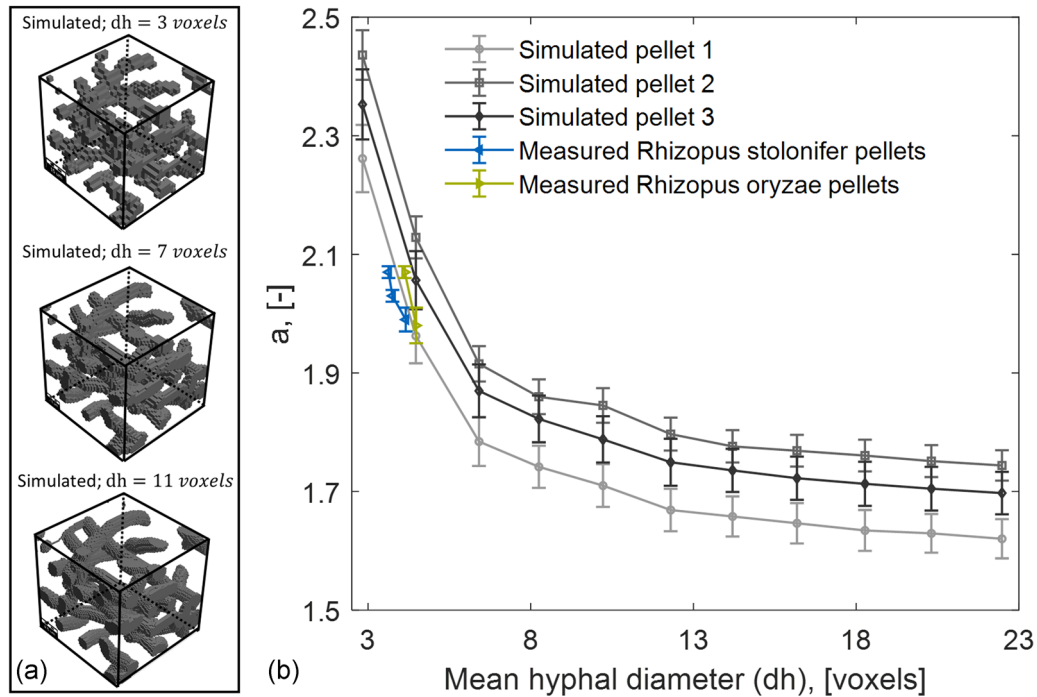 Simulated; dh = 3 voxels
Simulated; dh = 7 voxels
Simulated; dh = 11 voxels
(a)
2.5
2.3
2.1
1.9
1.7
1.5
a, [-]
Simulated pellet 1
Simulated pellet 2
Simulated pellet 3
Measured Rhizopus stolonifer pellets
Measured Rhizopus oryzae pellets
3 8 13 18 23
(b)
Mean hyphal diameter (dh), [voxels]